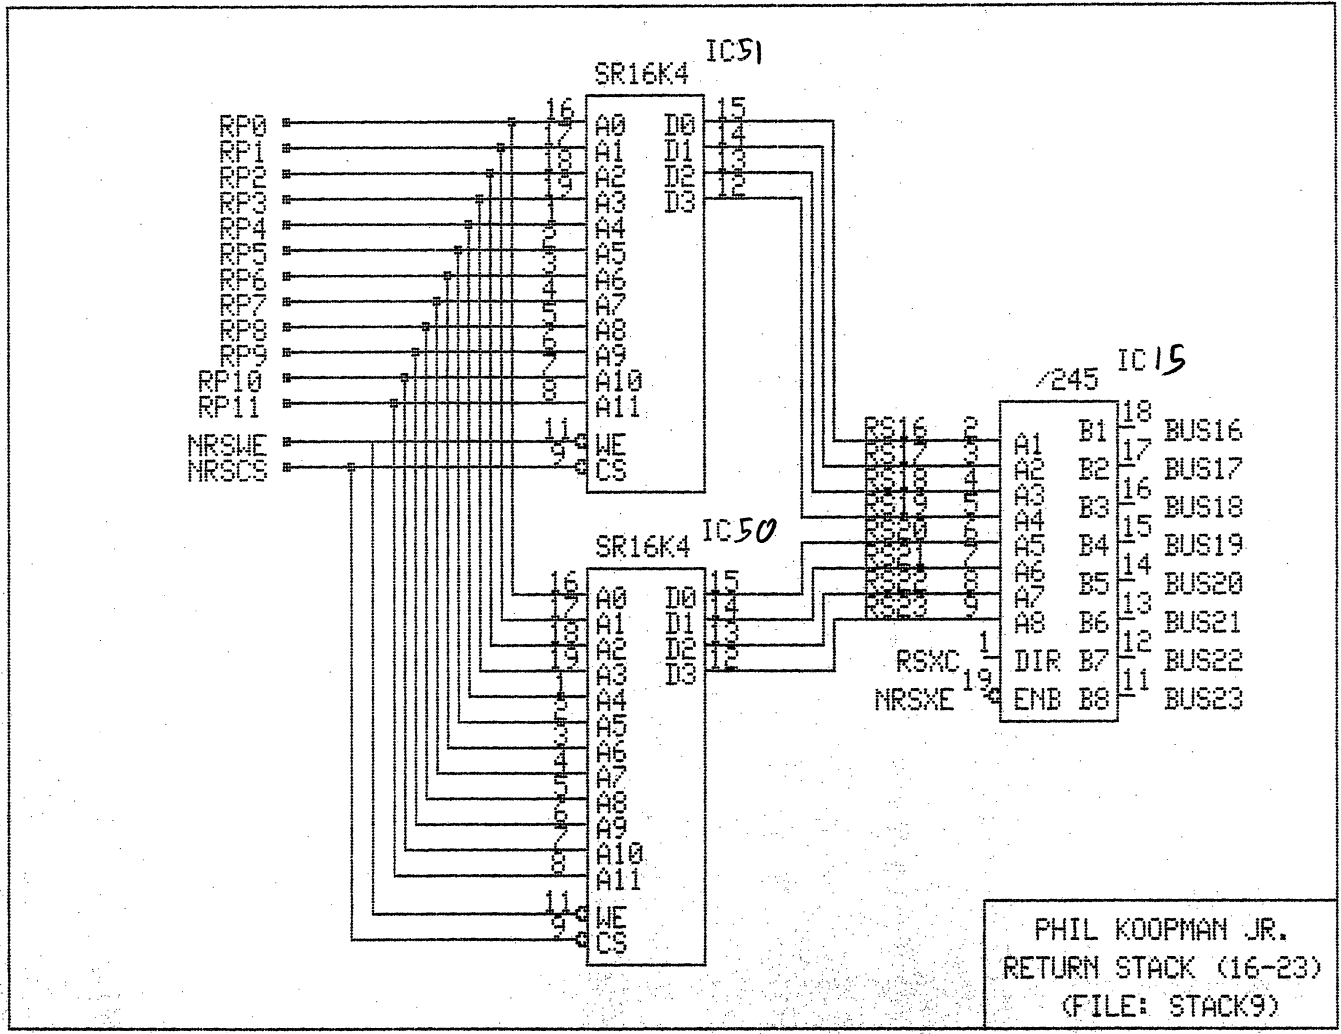 IC51
SR16K4
RP0
RP1
RP2
RP3
RP4
RP5
RP6
RP7
RP8
RP9
RP10
RP11
NRSWE
NRSCS
16
17
18
19
1
2
3
4
5
6
7
8
11
9
A0
A1
A2
A3
A4
A5
A6
A7
A8
A9
A10
A11
WE
CS
D0
D1
D2
D3
15
14
13
12
IC50
SR16K4
16
17
18
19
1
2
3
4
5
6
7
8
11
9
A0
A1
A2
A3
A4
A5
A6
A7
A8
A9
A10
A11
WE
CS
D0
D1
D2
D3
15
14
13
12
IC15
/245
RS16 2
3
4
5
6
7
8
RS23 9
RSXC 1
NRSXE 19
A1
A2
A3
A4
A5
A6
A7
A8
DIR
ENB
B1 18 BUS16
B2 17 BUS17
B3 16 BUS18
B4 15 BUS19
B5 14 BUS20
B6 13 BUS21
B7 12 BUS22
B8 11 BUS23
PHIL KOOPMAN JR.
RETURN STACK (16-23)
(FILE: STACK9)